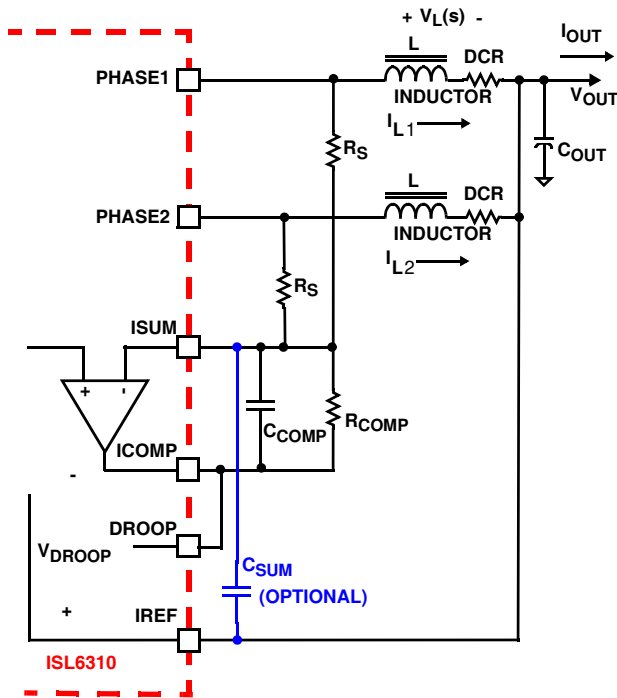 + VL(s) -
IOUT
L
DCR
PHASE1
INDUCTOR
VOUT
IL1
COUT
RS
L
DCR
PHASE2
INDUCTOR
IL2
RS
ISUM
+ -
CCOMP
RCOMP
ICOMP
-
DROOP
VDROOP
CSUM
(OPTIONAL)
+
IREF
ISL6310